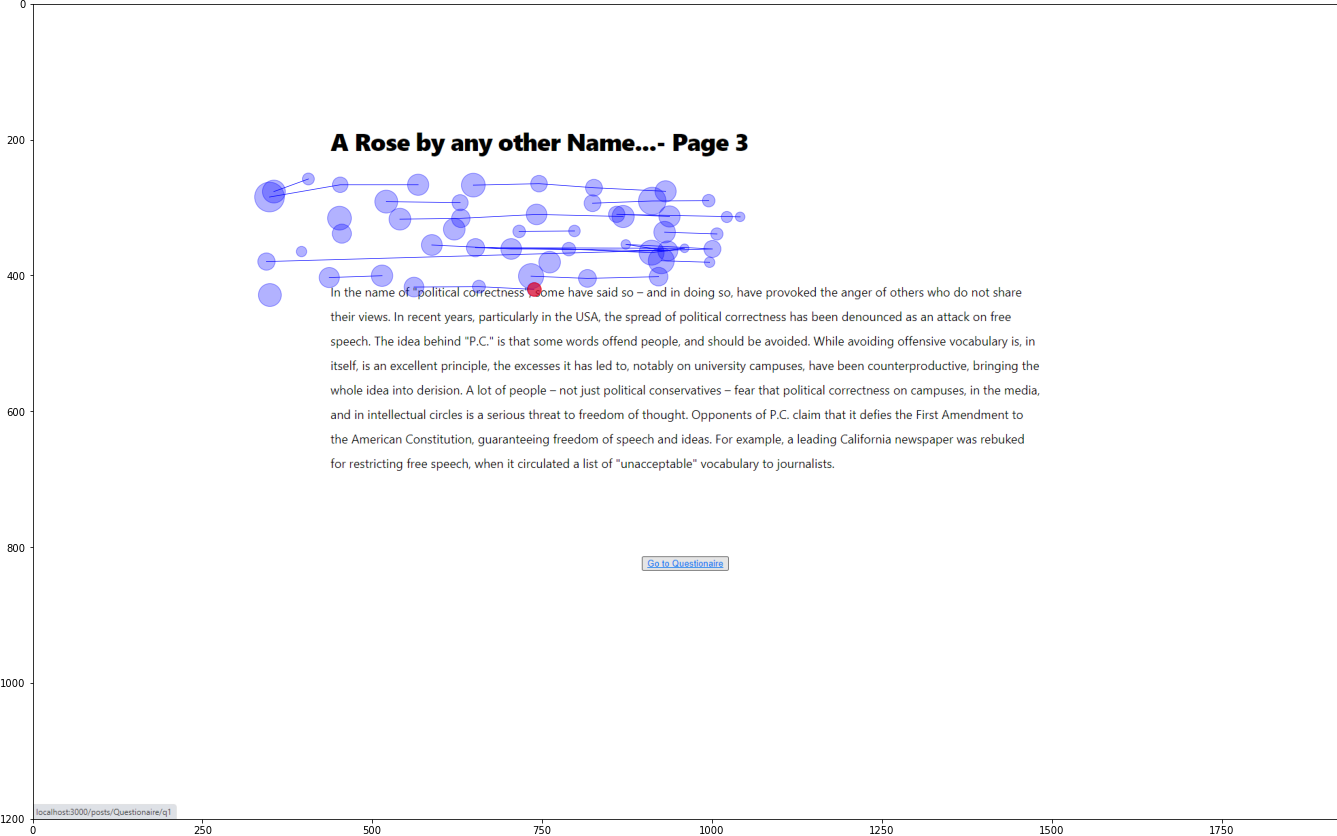 0
200
A Rose by any other Name...- Page 3
400
In the name of "political correctness", some have said so – and in doing so, have provoked the anger of others who do not share
their views. In recent years, particularly in the USA, the spread of political correctness has been denounced as an attack on free
speech. The idea behind "P.C." is that some words offend people, and should be avoided. While avoiding offensive vocabulary is, in
itself, is an excellent principle, the excesses it has led to, notably on university campuses, have been counterproductive, bringing the
whole idea into derision. A lot of people – not just political conservatives – fear that political correctness on campuses, in the media,
600
and in intellectual circles is a serious threat to freedom of thought. Opponents of P.C. claim that it defies the First Amendment to
the American Constitution, guaranteeing freedom of speech and ideas. For example, a leading California newspaper was rebuked
for restricting free speech, when it circulated a list of "unacceptable" vocabulary to journalists.
800
Go to Questionaire
1000
localhost:3000/posts/Questionaire/q1
1200
0 250 500 750 1000 1250 1500 1750